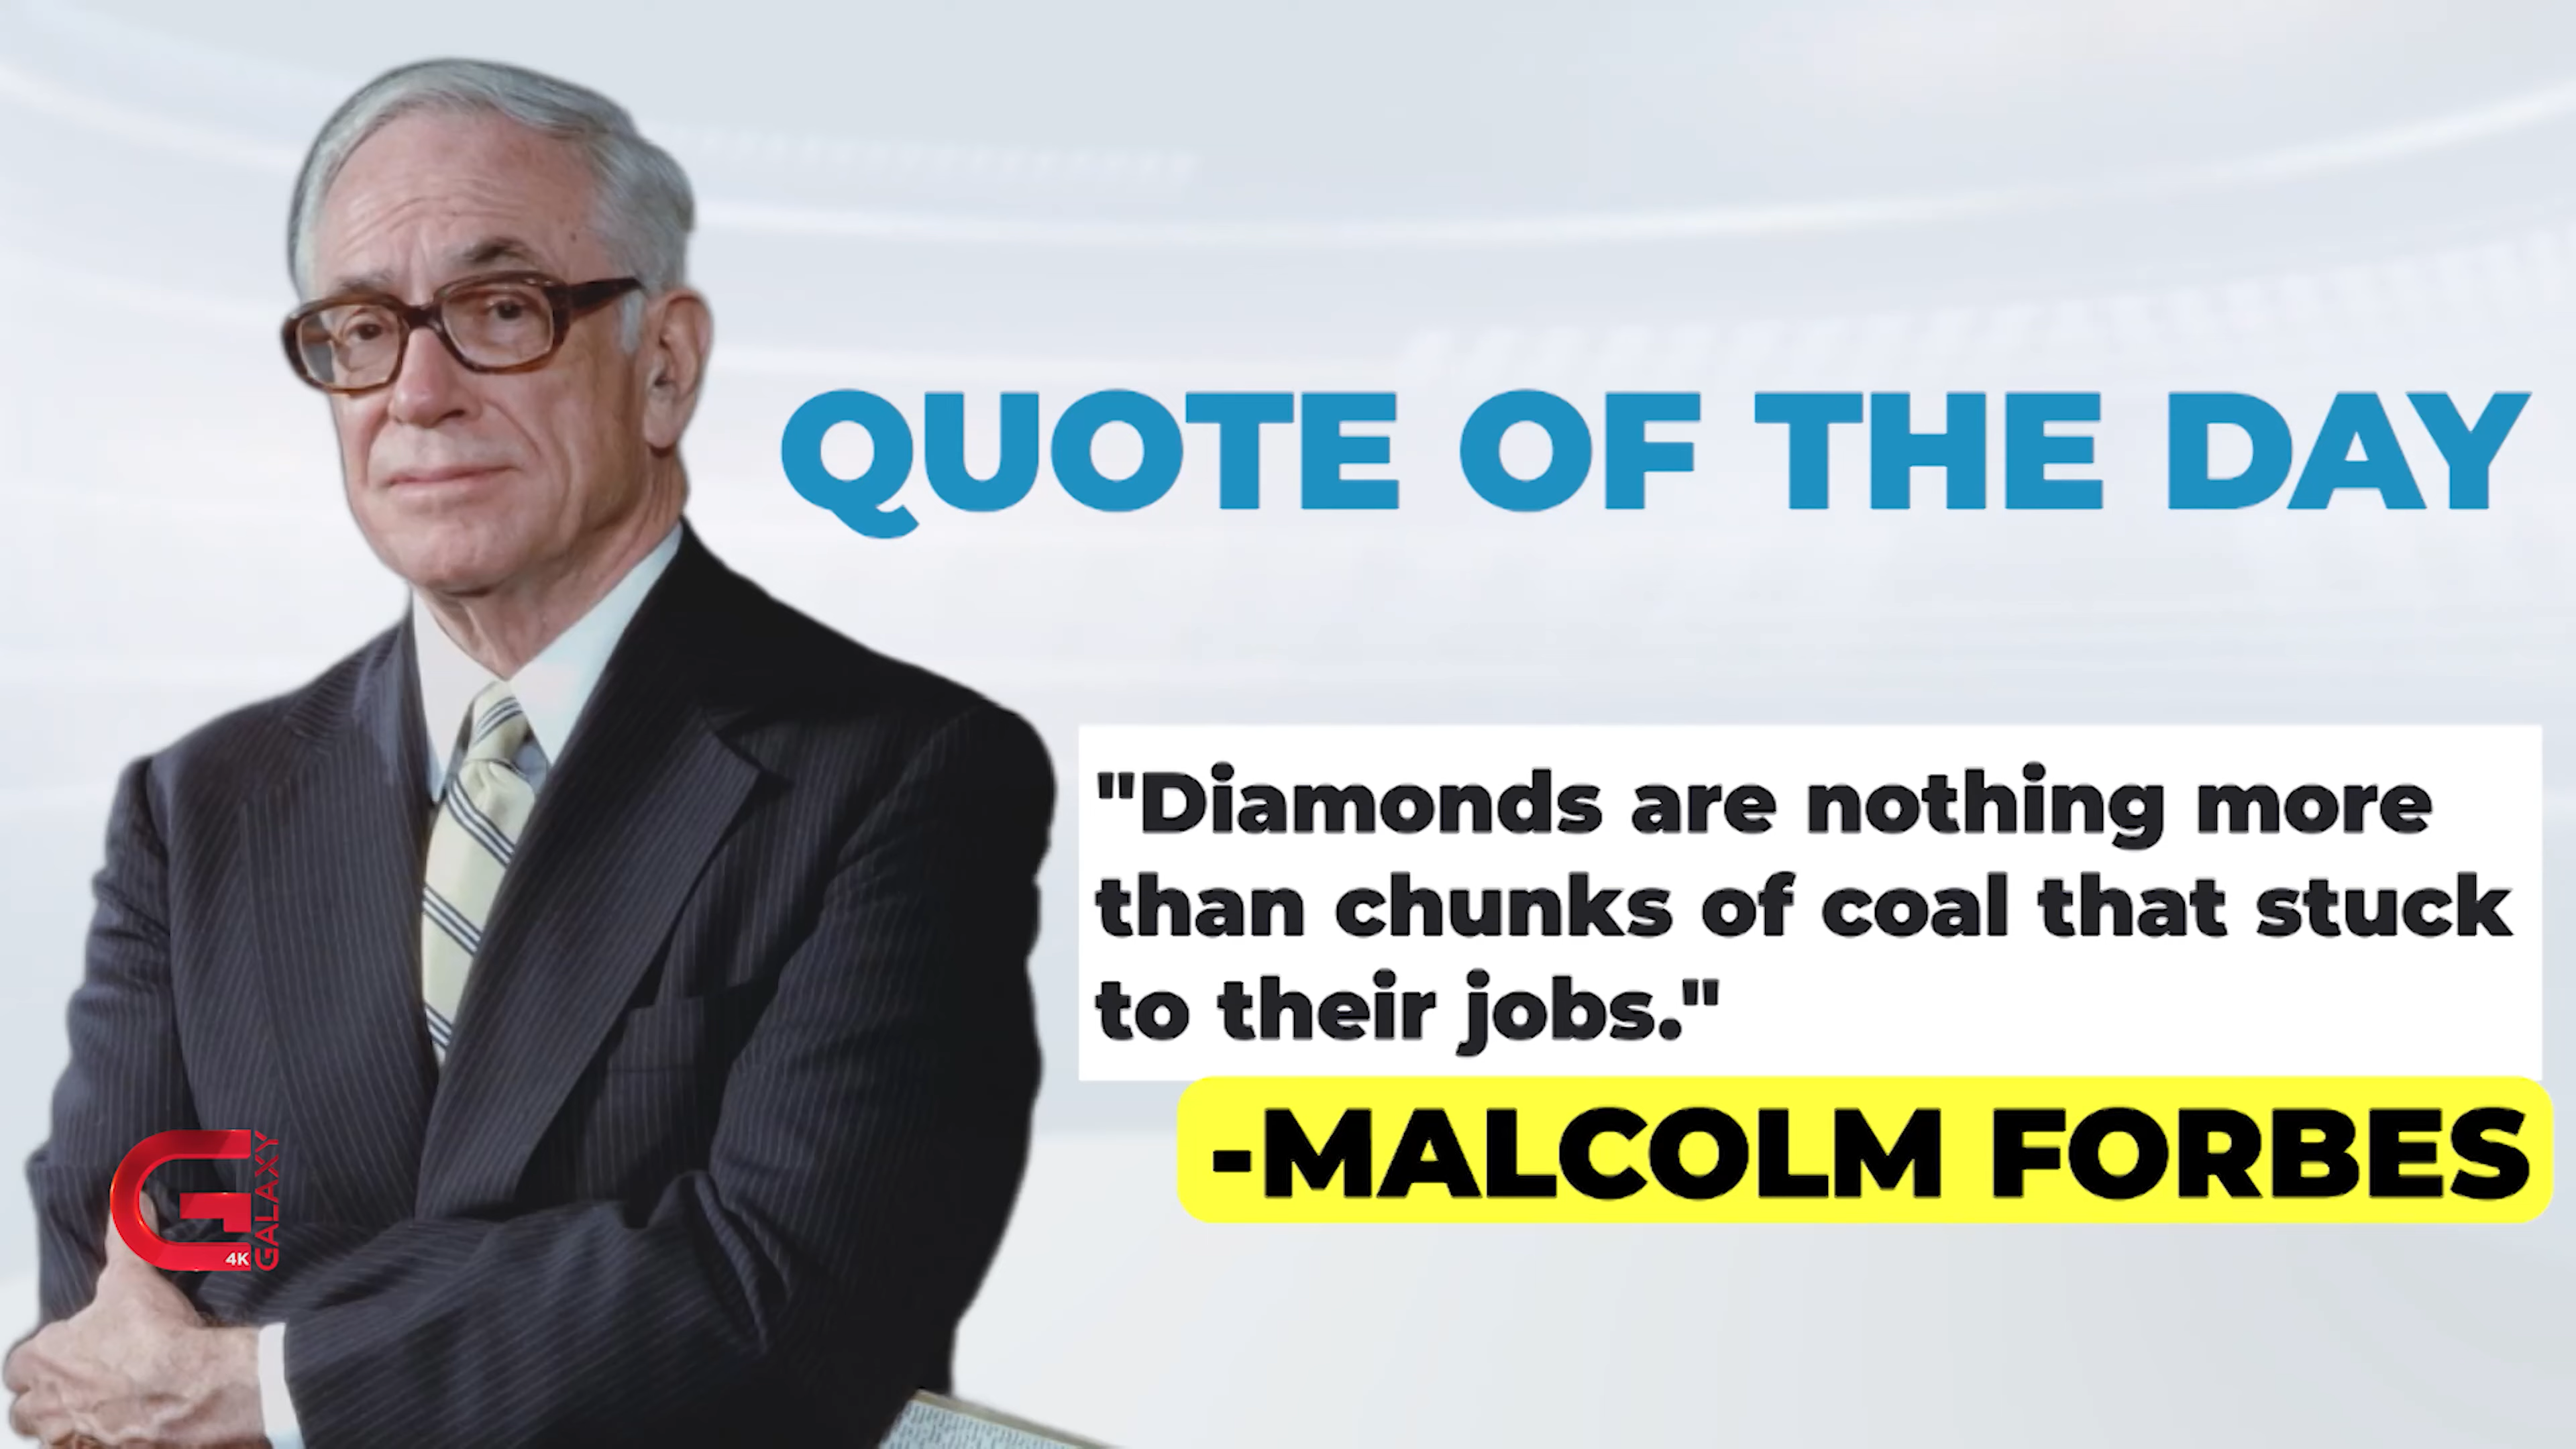 QUOTE OF THE DAY
"Diamonds are nothing more
than chunks of coal that stuck
to their jobs."
-MALCOLM FORBES
GALAXY
4K